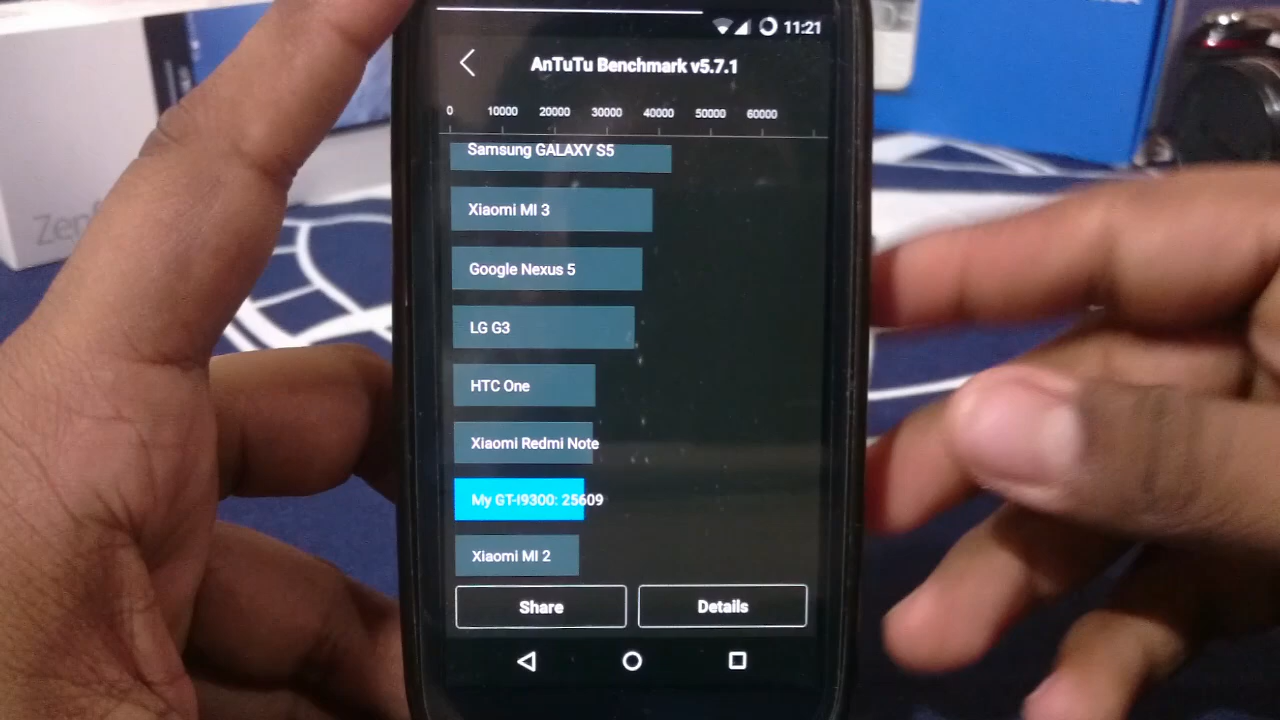 11:21
AnTuTu Benchmark v5.7.1
0 10000 20000 30000 40000 50000 60000
Samsung GALAXY S5
Xiaomi MI 3
Google Nexus 5
LG G3
HTC One
Xiaomi Redmi Note
My GT-I9300: 25609
Xiaomi MI 2
Share Details
Zenf